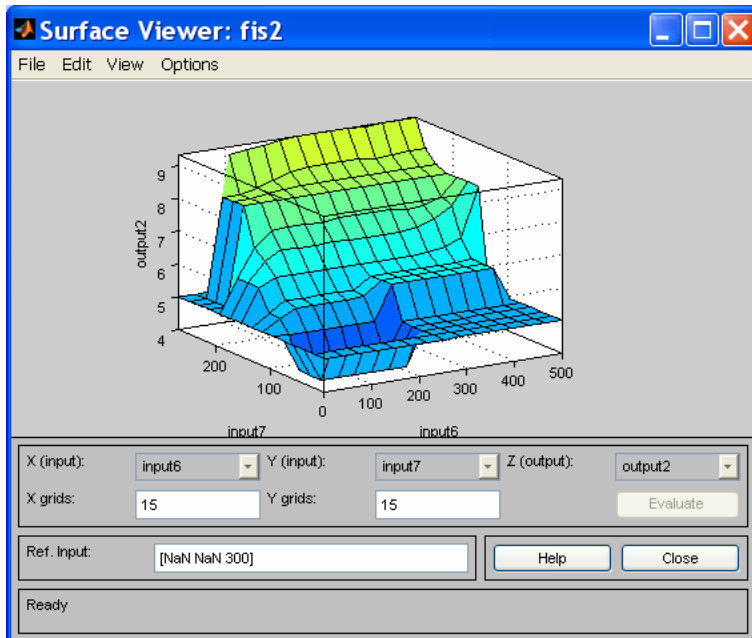 Surface Viewer: fis2
File Edit View Options
9
8
7
6
5
4
output2
200
100
0
100
200
300
400
500
input7
input6
X (input):
input6
Y (input):
input7
Z (output):
output2
X grids:
15
Y grids:
15
Evaluate
Ref. Input:
[NaN NaN 300]
Help
Close
Ready